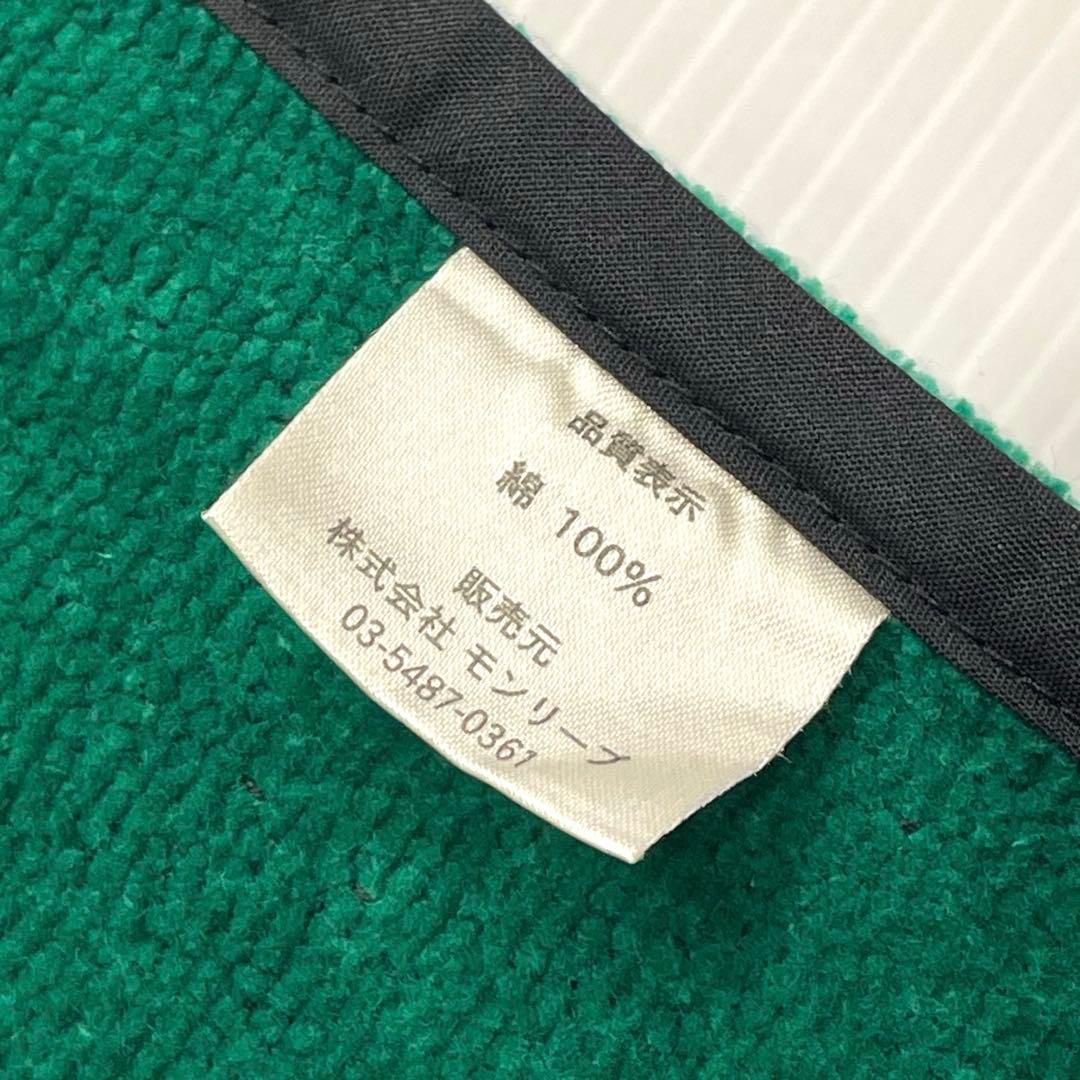 品質表示
綿 100%
販売元
株式会社 モンリーブ
03-5487-0361